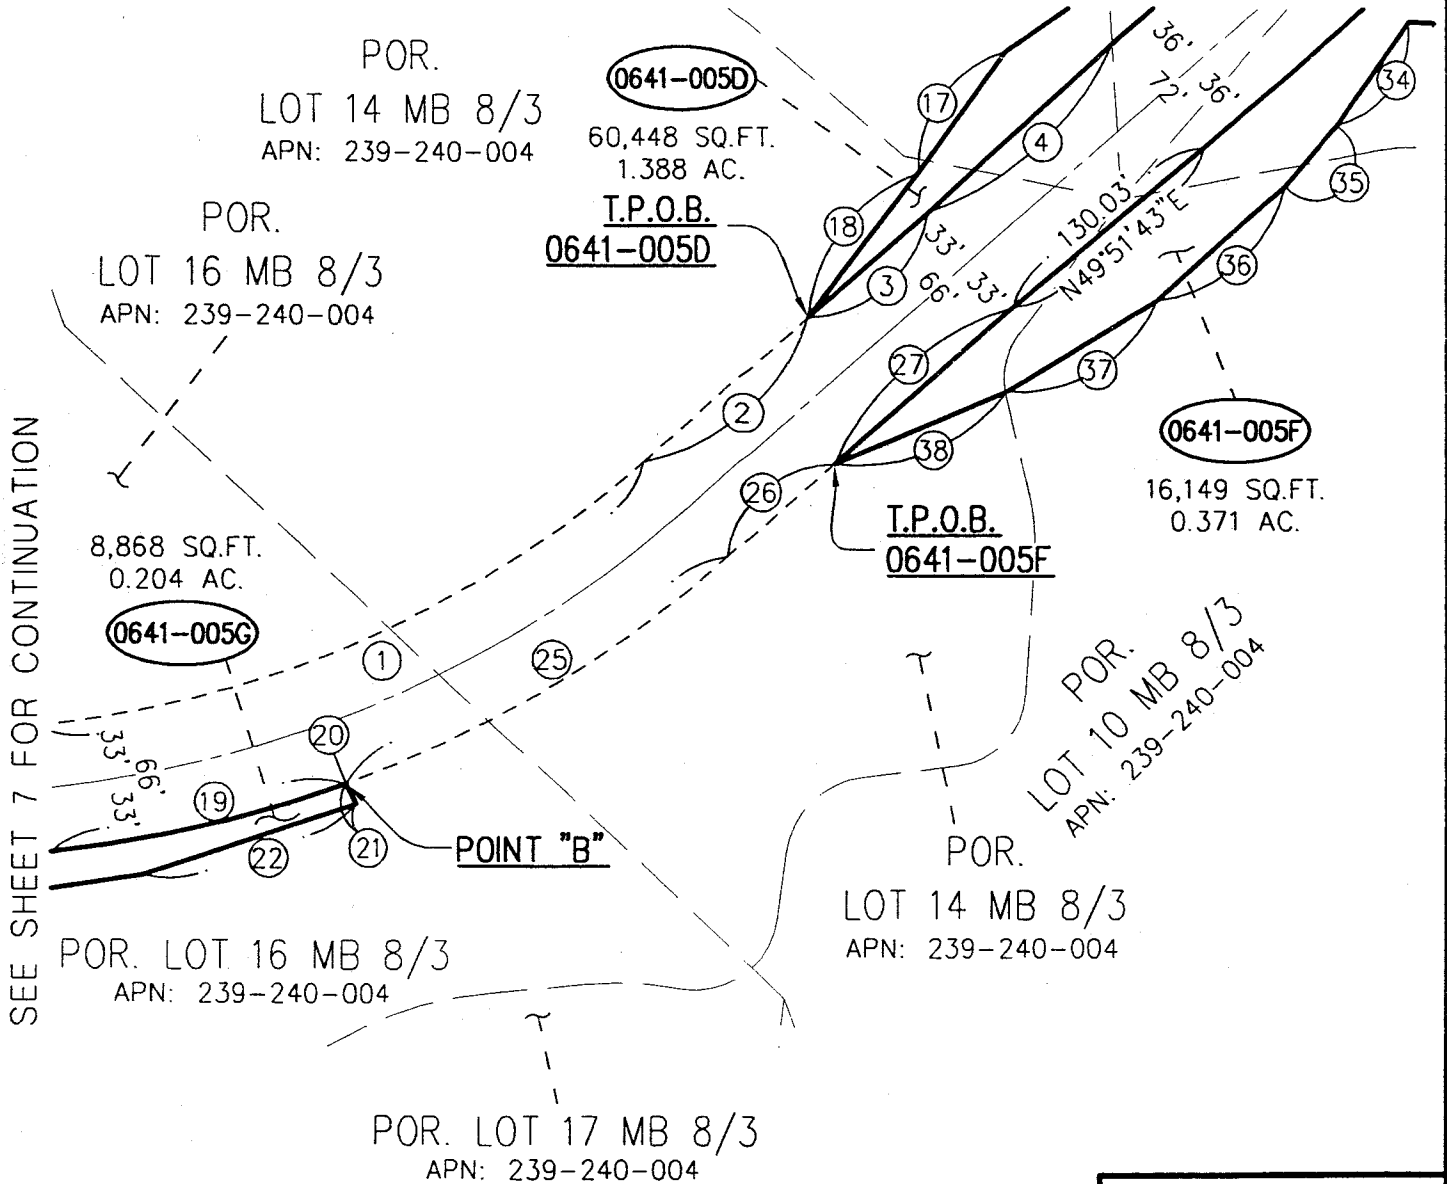 POR.
LOT 14 MB 8/3
APN: 239-240-004
0641-005D
60,448 SQ.FT.
1.388 AC.
T.P.O.B.
0641-005D
17
4
18
3
36'
72'
36'
34
35
33'
66'
33'
130.03'
N49°51'43"E
36
POR.
LOT 16 MB 8/3
APN: 239-240-004
27
37
2
38
26
0641-005F
16,149 SQ.FT.
0.371 AC.
T.P.O.B.
0641-005F
SEE SHEET 7 FOR CONTINUATION
8,868 SQ.FT.
0.204 AC.
0641-005G
1
25
20
33'
66'
33'
19
22
21
POINT "B"
POR.
LOT 10 MB 8/3
APN: 239-240-004
POR.
LOT 14 MB 8/3
APN: 239-240-004
POR. LOT 16 MB 8/3
APN: 239-240-004
POR. LOT 17 MB 8/3
APN: 239-240-004